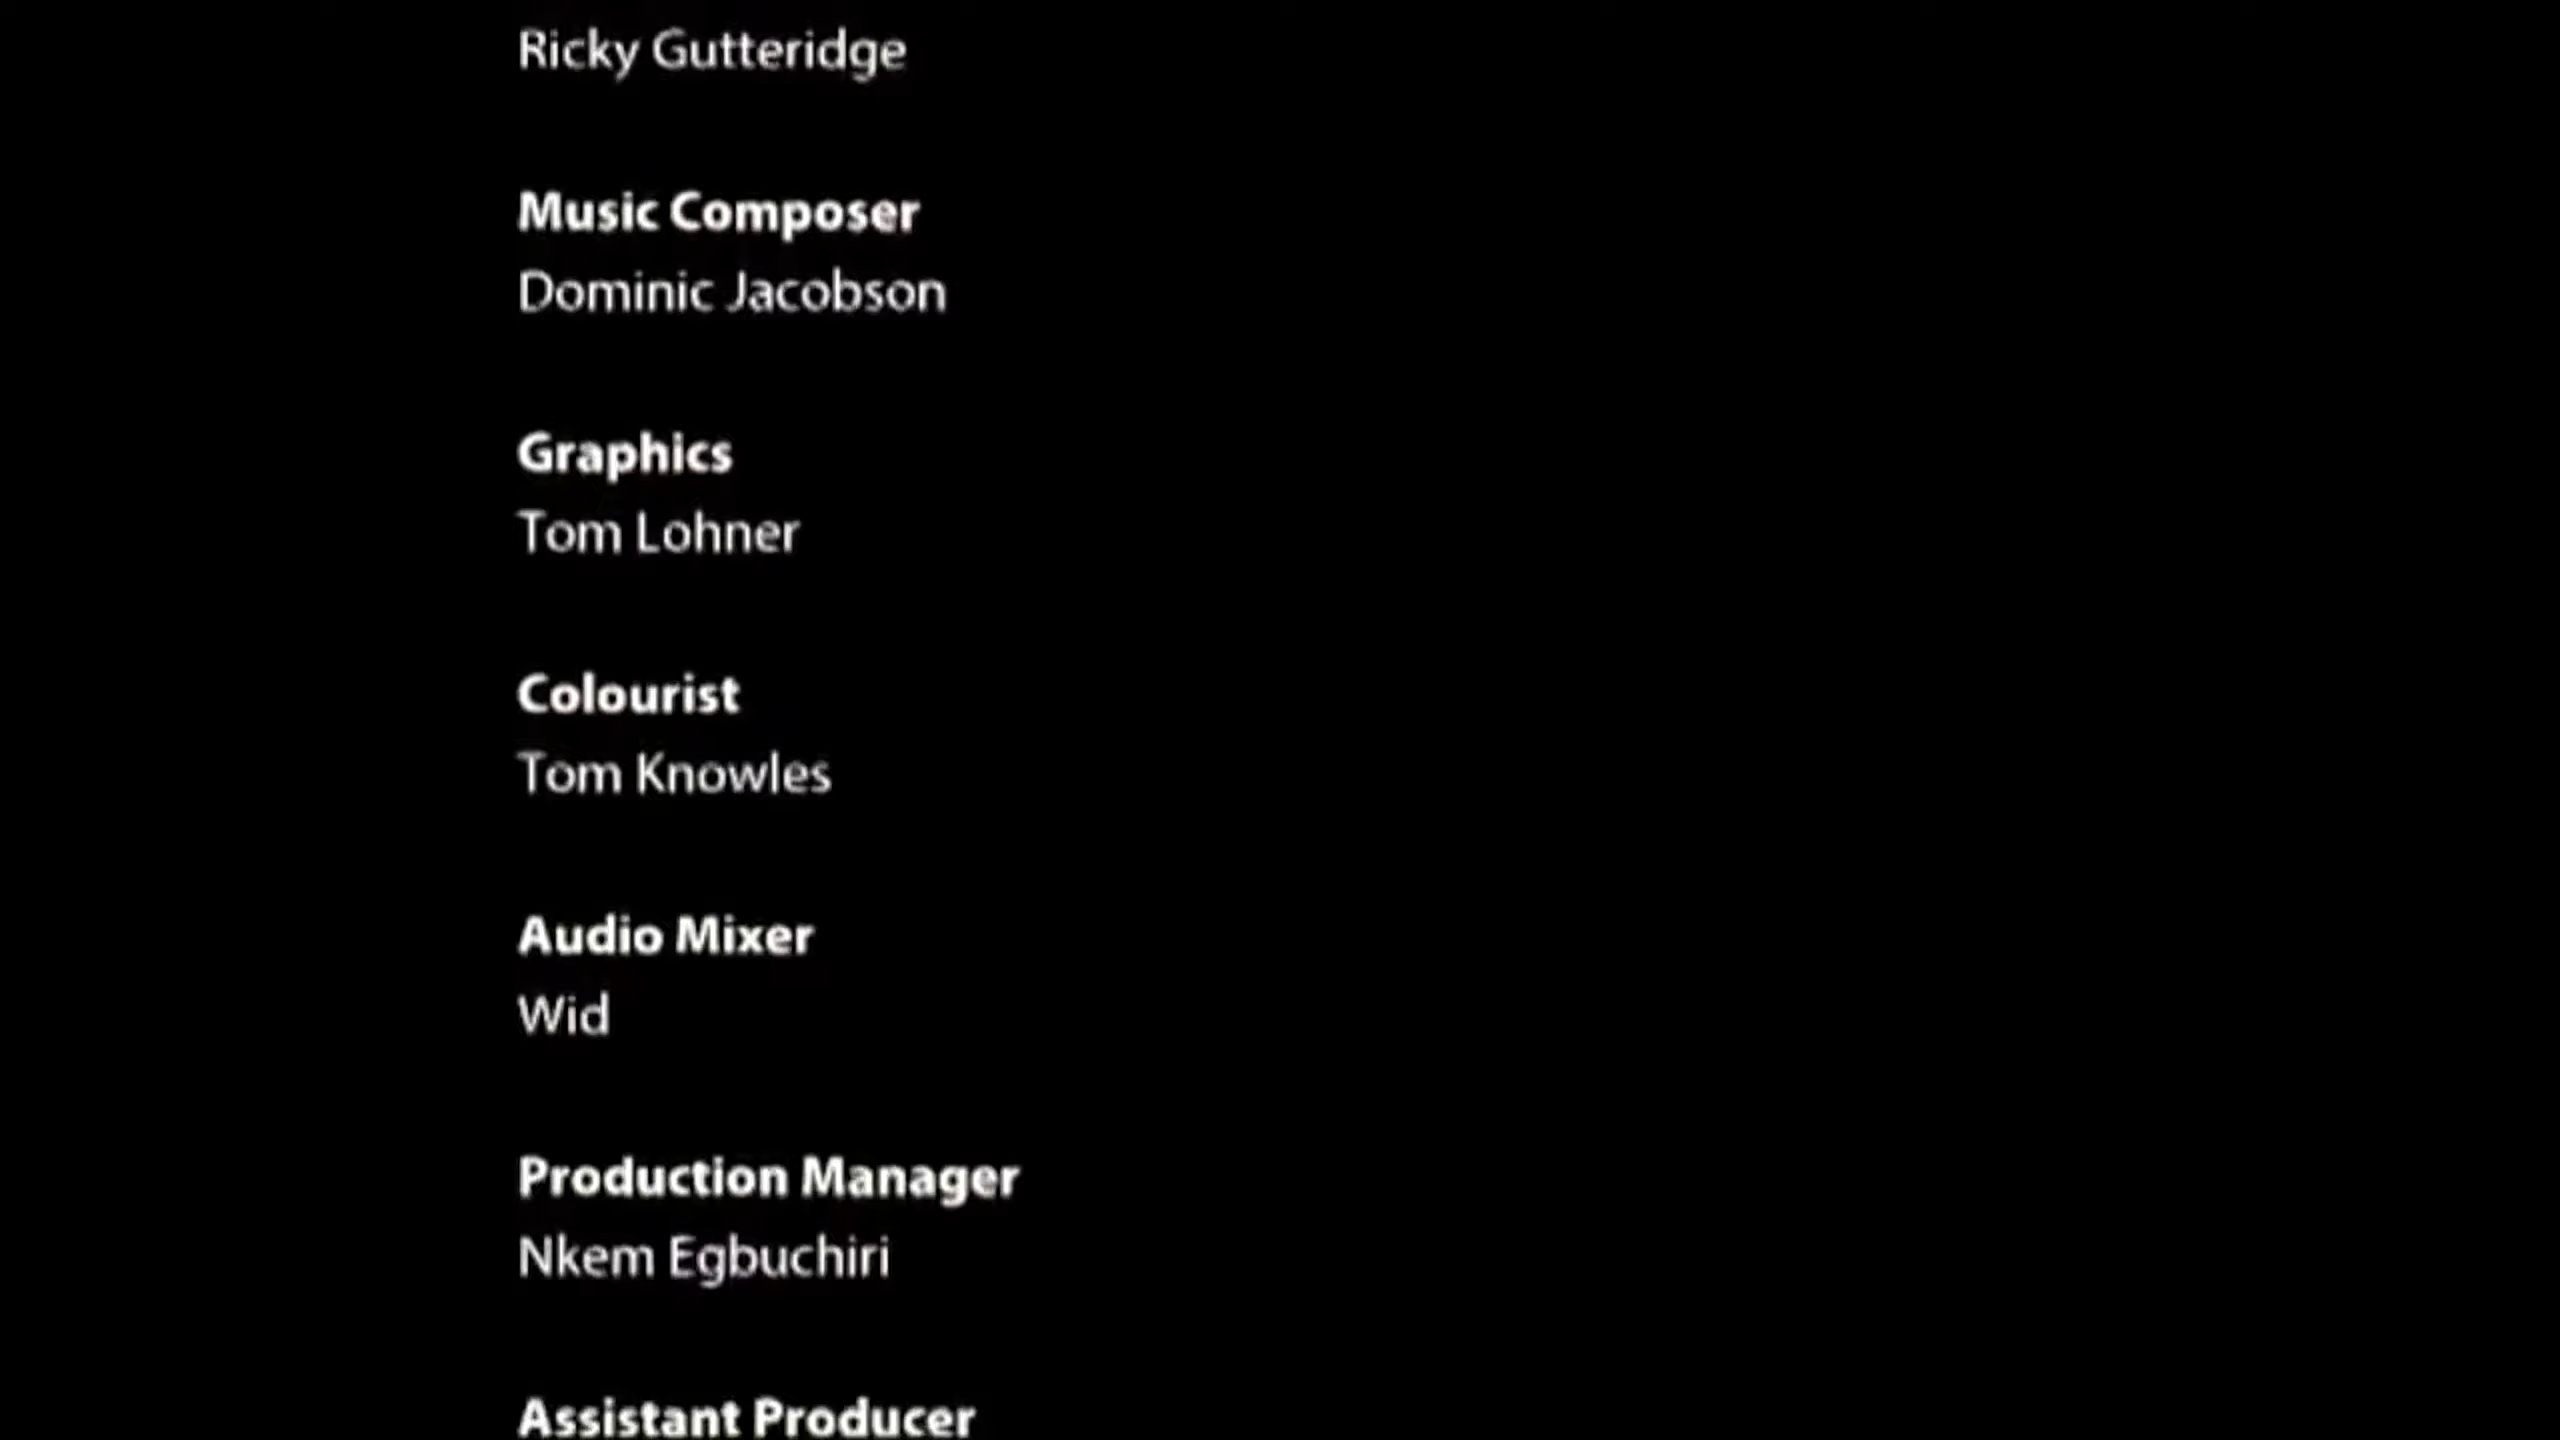 Ricky Gutteridge
Music Composer
Dominic Jacobson
Graphics
Tom Lohner
Colourist
Tom Knowles
Audio Mixer
Wid
Production Manager
Nkem Egbuchiri
Assistant Producer